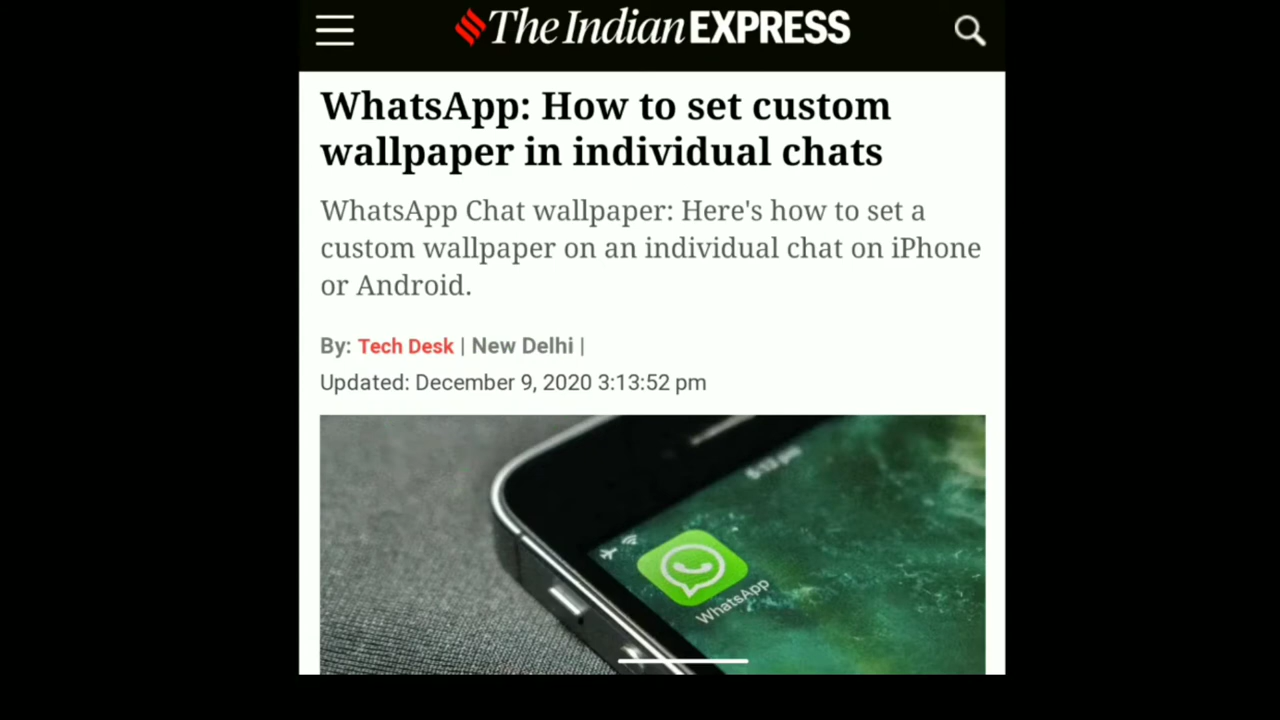 The Indian EXPRESS
WhatsApp: How to set custom
wallpaper in individual chats
WhatsApp Chat wallpaper: Here's how to set a
custom wallpaper on an individual chat on iPhone
or Android.
By: Tech Desk | New Delhi |
Updated: December 9, 2020 3:13:52 pm
WhatsApp